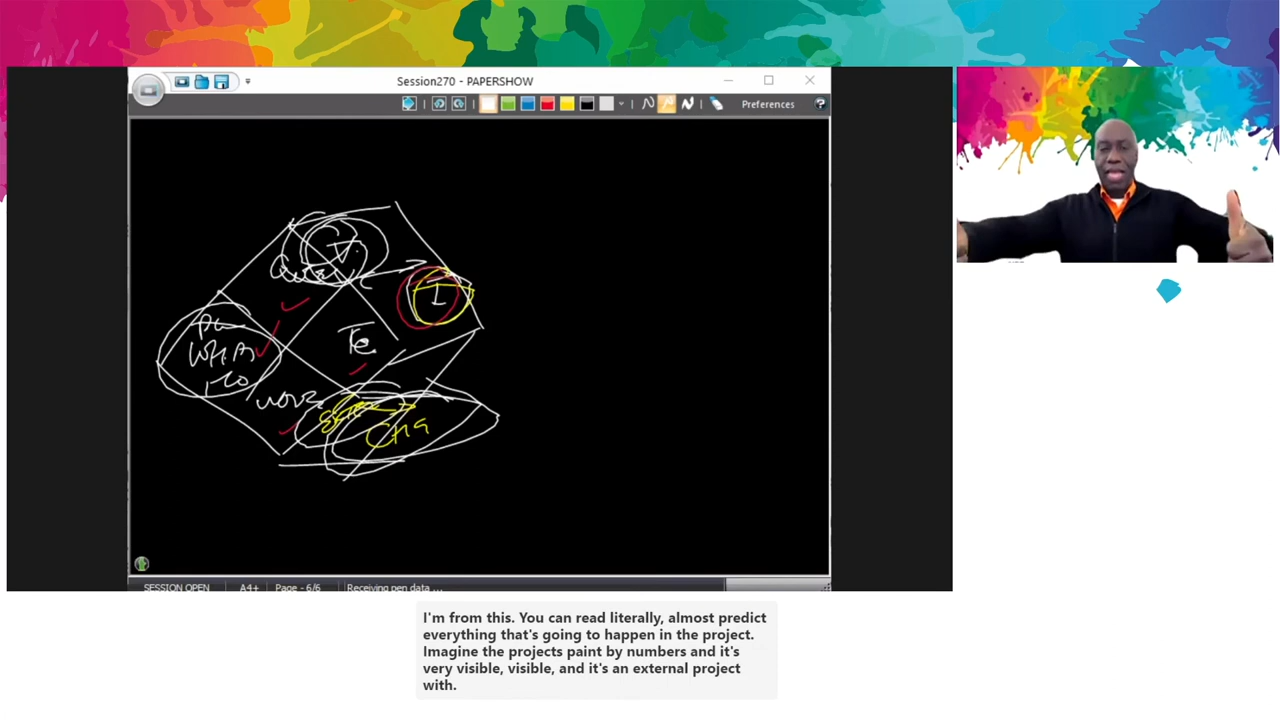 Session270 - PAPERSHOW
Preferences
I
Te
SESSION OPEN
A4+
Page - 6/6
Receiving pen data ...
I'm from this. You can read literally, almost predict
everything that's going to happen in the project.
Imagine the projects paint by numbers and it's
very visible, visible, and it's an external project
with.